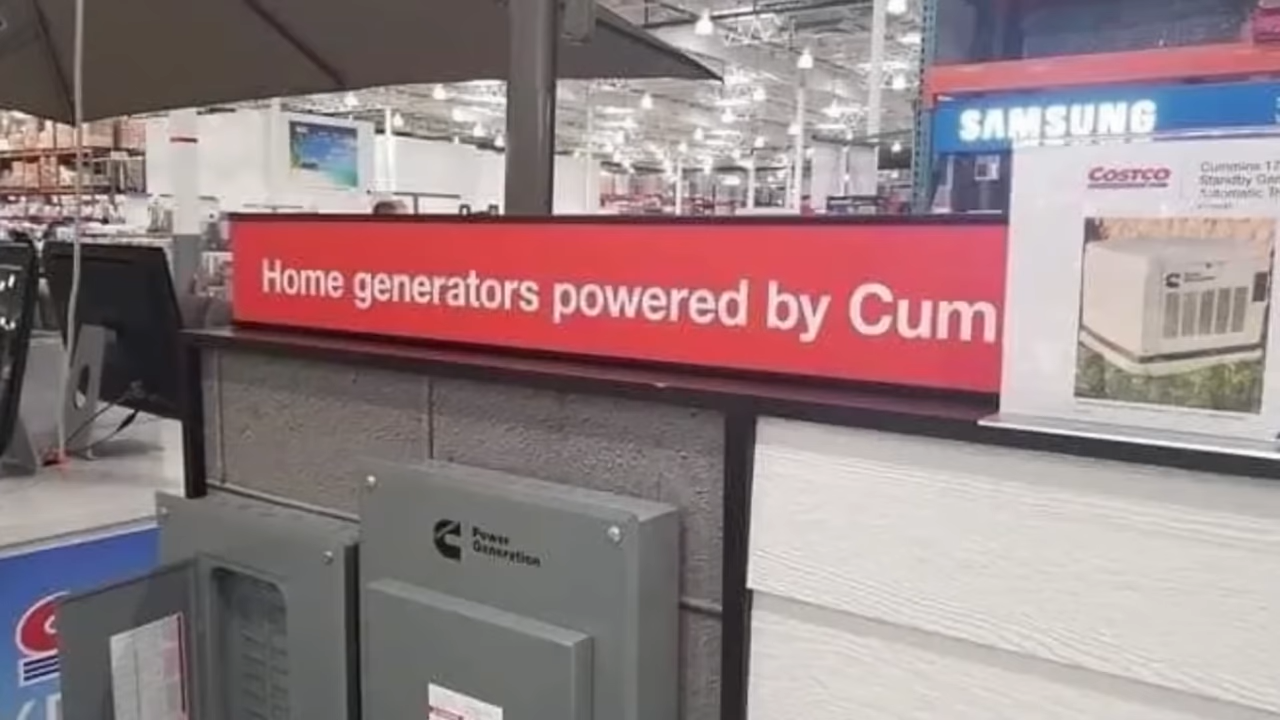 SAMSUNG
COSTCO
Home generators powered by Cum
Power
Generation